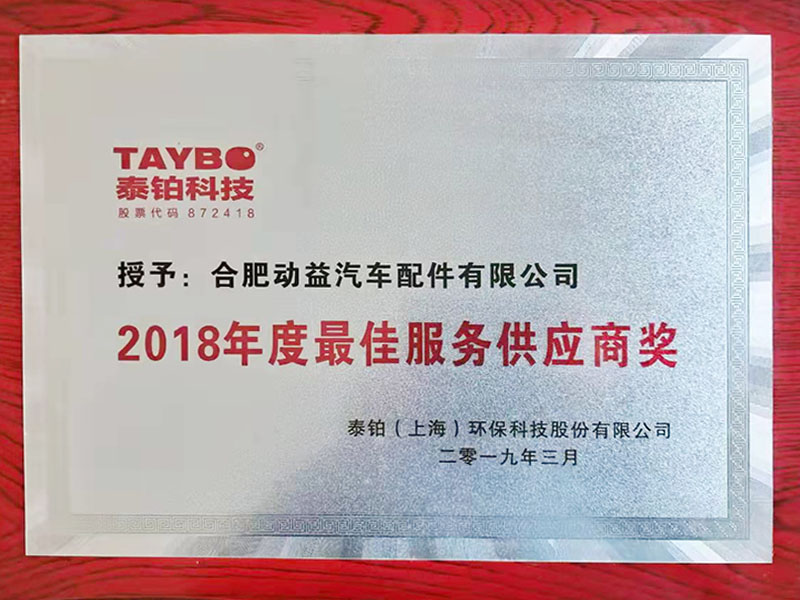 TAYBO®
泰铂科技
股票代码 872418
授予：合肥动益汽车配件有限公司
2018年度最佳服务供应商奖
泰铂（上海）环保科技股份有限公司
二零一九年三月